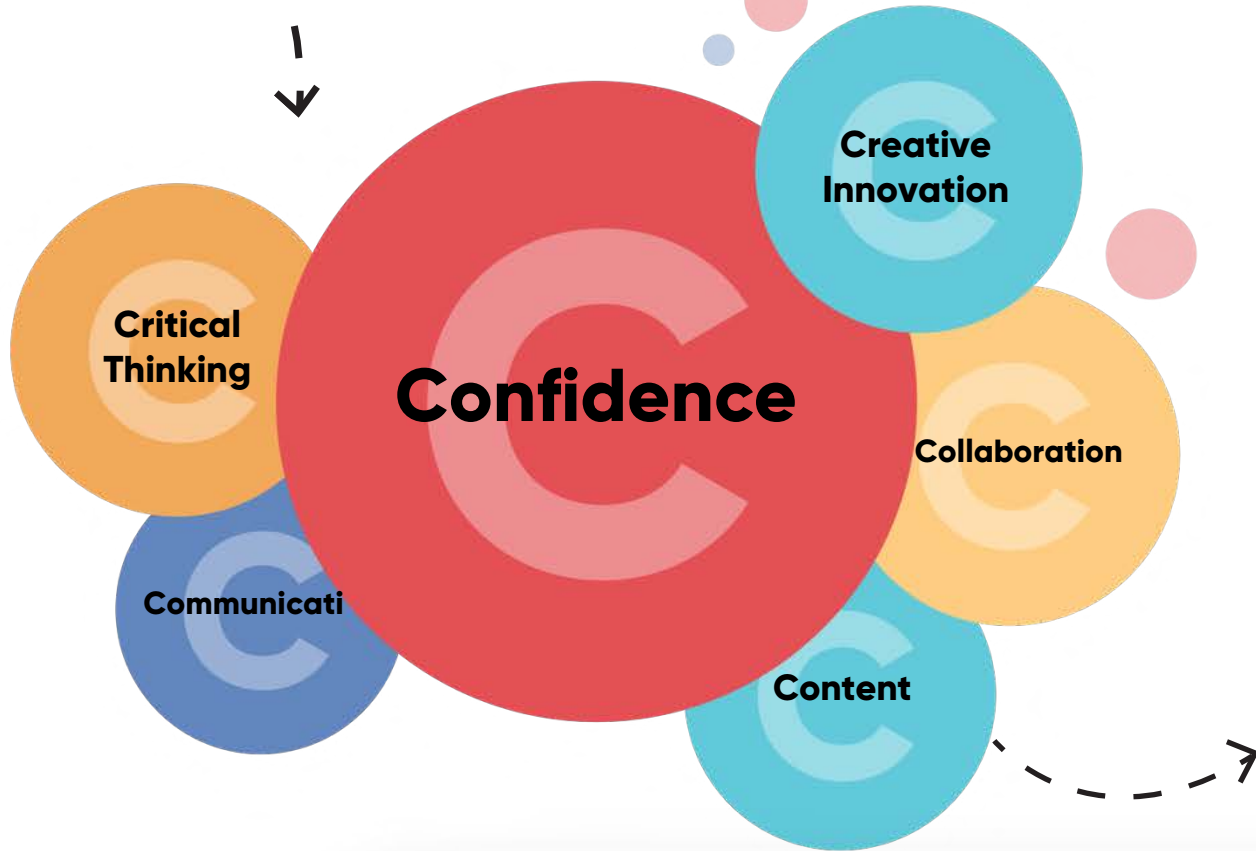 Creative
Innovation
Critical
Thinking
Confidence
Collaboration
Communicati
Content
C
C
C
C
C
C